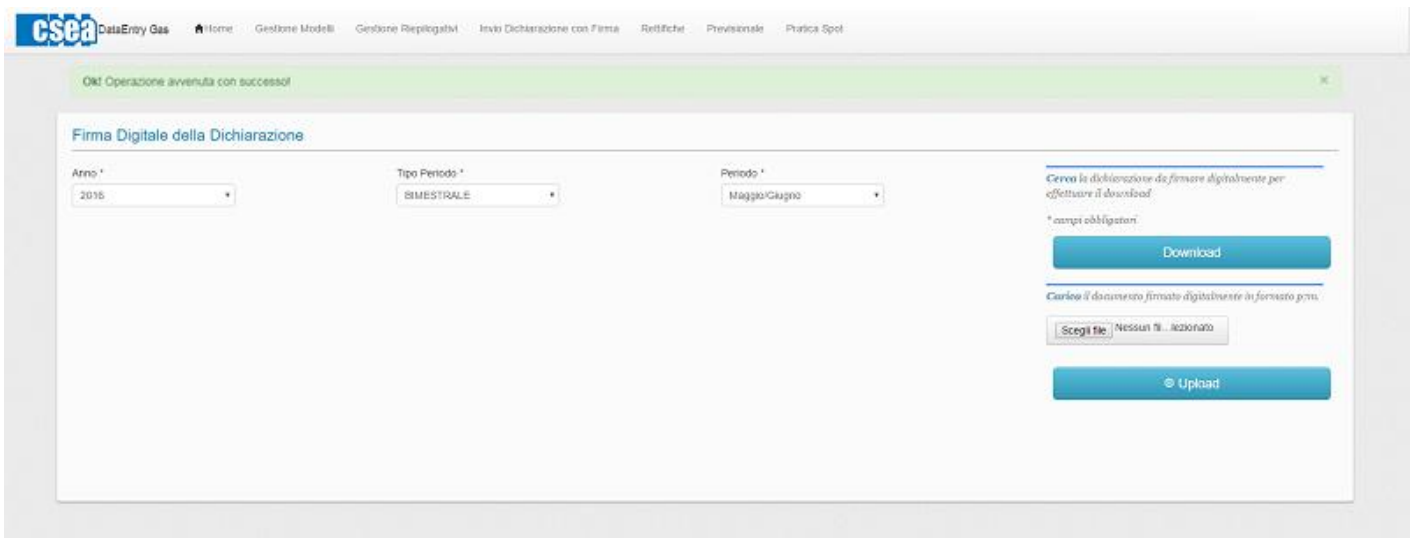 csea DataEntry Gas Home Gestione Modelli Gestione Riepilogativi Invio Dichiarazione con Firma Rettifiche Previsionale Pratica Spot
Ok! Operazione avvenuta con successo! ×
Firma Digitale della Dichiarazione
Anno * Tipo Periodo * Periodo *
2016 BIMESTRALE Maggio/Giugno
Cerca la dichiarazione da firmare digitalmente per
effettuare il download
* campi obbligatori
Download
Carica il documento firmato digitalmente in formato p7m.
Scegli file Nessun fil...lezionato
Upload